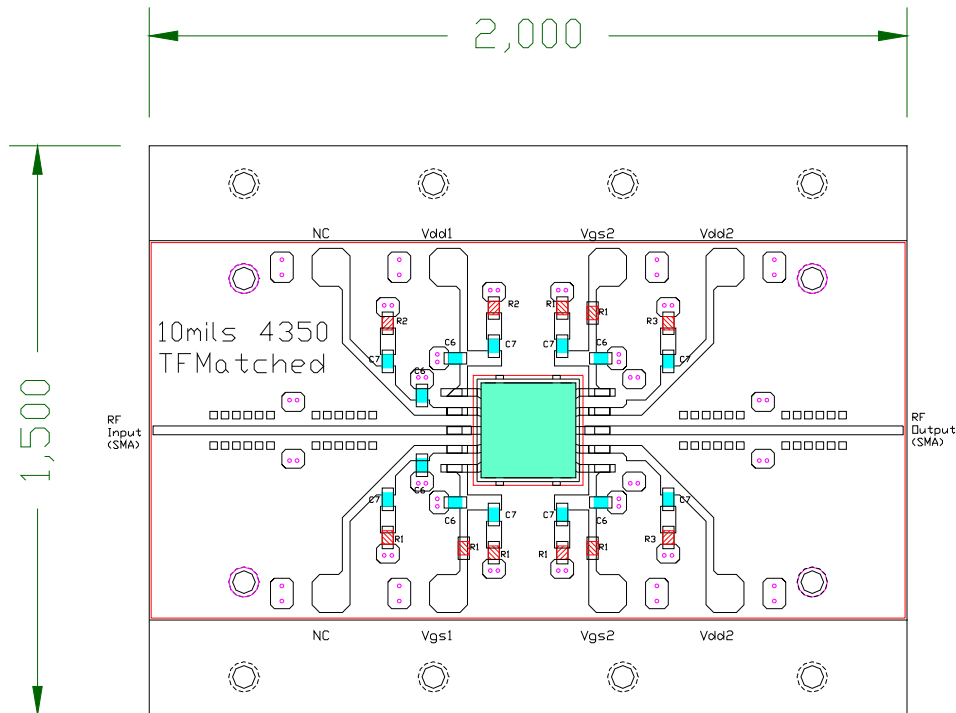 2,000
NC
Vdd1
Vgs2
Vdd2
R2
R1
R1
R2
R3
10mils 4350
TFMatched
C7
C6
C7
C7
C6
C7
C6
1,500
RF
Input
(SMA)
RF
Output
(SMA)
C6
C7
C6
C7
C7
C6
C7
R1
R1
R1
R1
R1
R3
NC
Vgs1
Vgs2
Vdd2